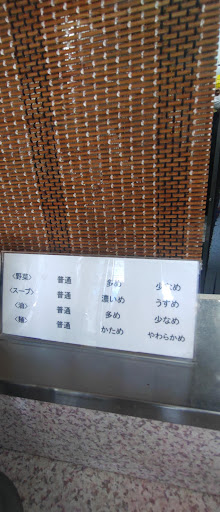 <野菜> 普通 多め 少なめ
<スープ> 普通 濃いめ うすめ
<油> 普通 多め 少なめ
<麺> 普通 かため やわらかめ